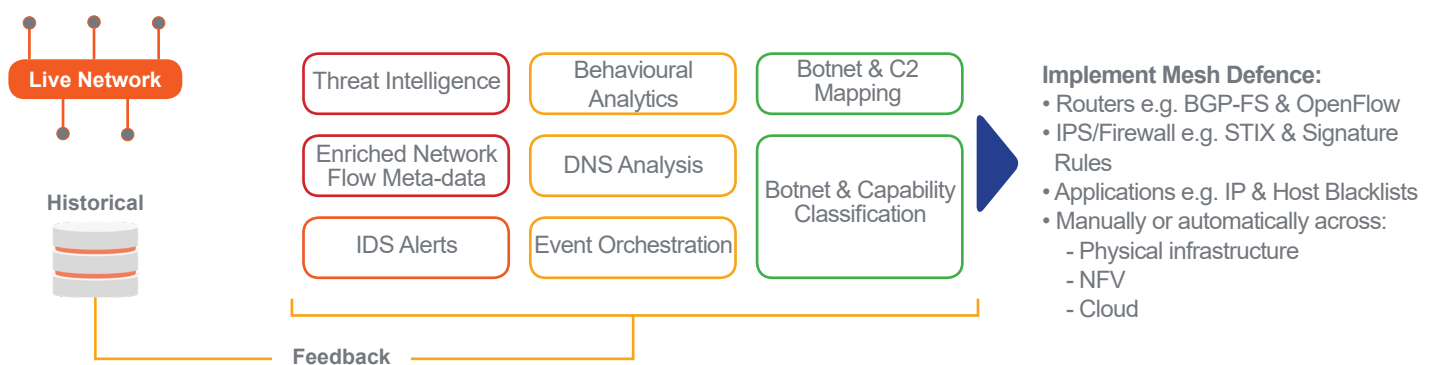 Live Network
Historical
Threat Intelligence
Enriched Network
Flow Meta-data
IDS Alerts
Behavioural
Analytics
DNS Analysis
Event Orchestration
Botnet & C2
Mapping
Botnet & Capability
Classification
Implement Mesh Defence:
• Routers e.g. BGP-FS & OpenFlow
• IPS/Firewall e.g. STIX & Signature
Rules
• Applications e.g. IP & Host Blacklists
• Manually or automatically across:
- Physical infrastructure
- NFV
- Cloud
Feedback